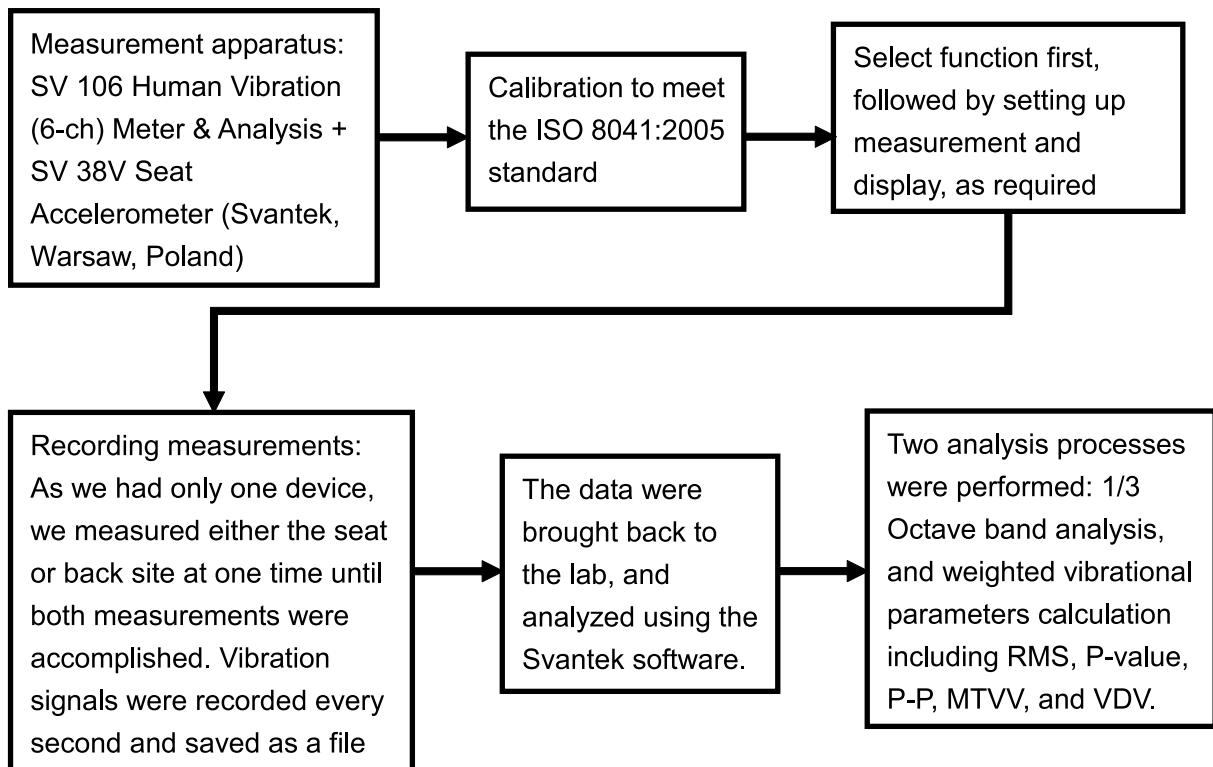 Measurement apparatus:
SV 106 Human Vibration
(6-ch) Meter & Analysis +
SV 38V Seat
Accelerometer (Svantek,
Warsaw, Poland)
Calibration to meet
the ISO 8041:2005
standard
Select function first,
followed by setting up
measurement and
display, as required
Recording measurements:
As we had only one device,
we measured either the seat
or back site at one time until
both measurements were
accomplished. Vibration
signals were recorded every
second and saved as a file
The data were
brought back to
the lab, and
analyzed using the
Svantek software.
Two analysis processes
were performed: 1/3
Octave band analysis,
and weighted vibrational
parameters calculation
including RMS, P-value,
P-P, MTVV, and VDV.